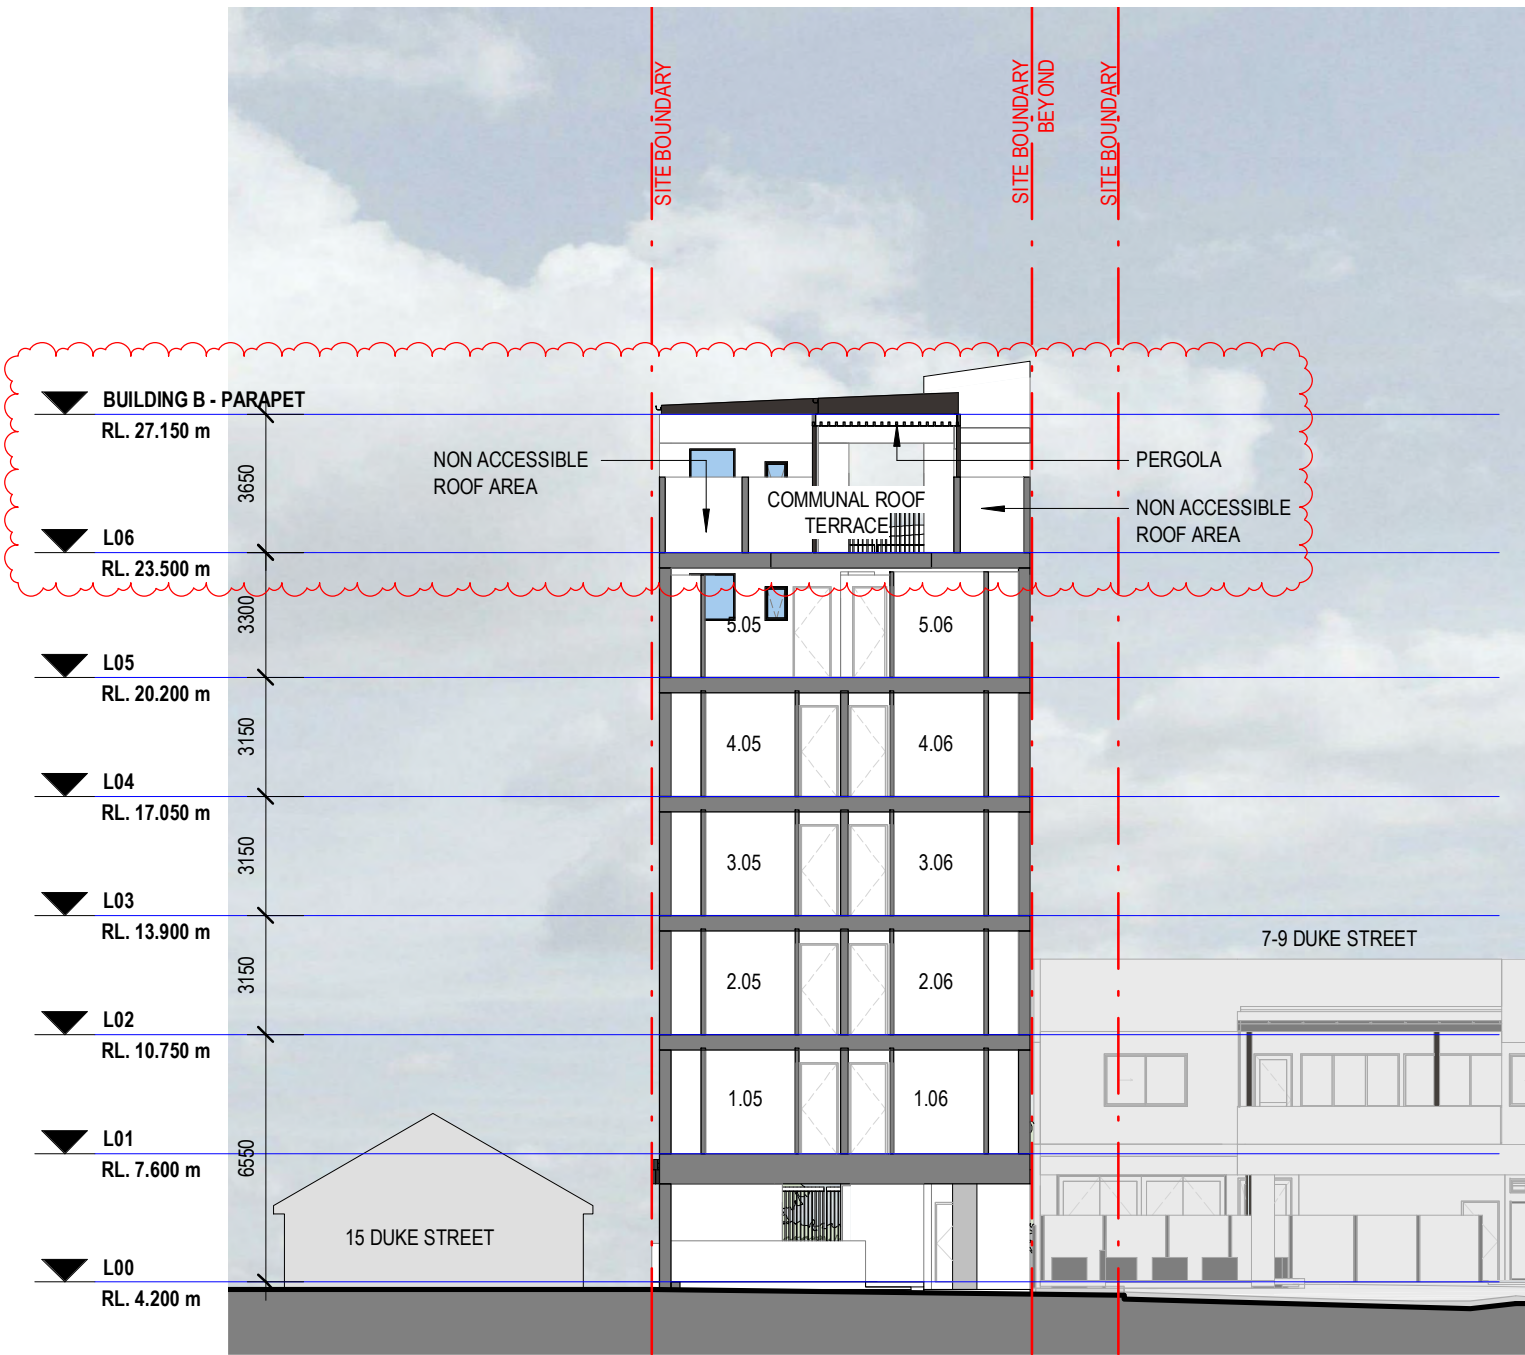 SITE BOUNDARY
SITE BOUNDARY
BEYOND
SITE BOUNDARY
BUILDING B - PARAPET
RL. 27.150 m
3650
NON ACCESSIBLE
ROOF AREA
PERGOLA
COMMUNAL ROOF
TERRACE
NON ACCESSIBLE
ROOF AREA
L06
RL. 23.500 m
3300
5.05
5.06
L05
RL. 20.200 m
3150
4.05
4.06
L04
RL. 17.050 m
3150
3.05
3.06
L03
RL. 13.900 m
7-9 DUKE STREET
3150
2.05
2.06
L02
RL. 10.750 m
1.05
1.06
L01
RL. 7.600 m
6550
15 DUKE STREET
L00
RL. 4.200 m